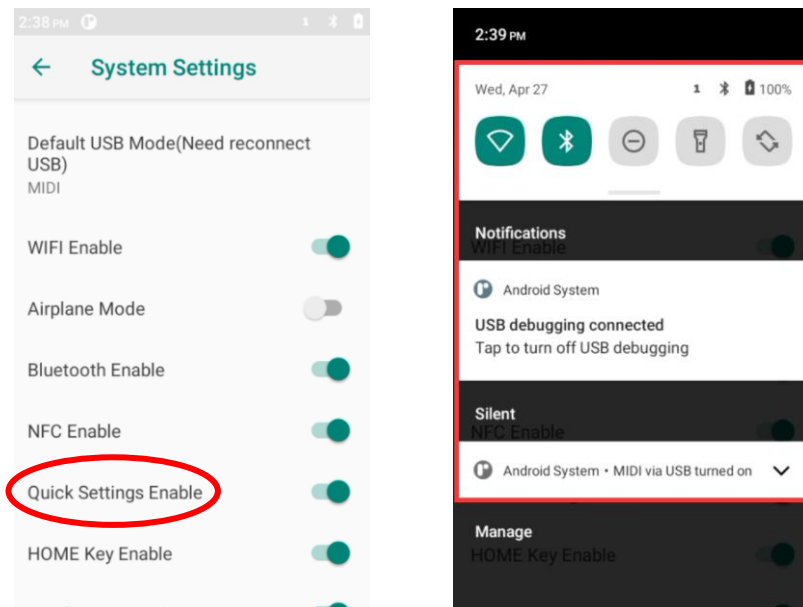 2:38 PM
1
System Settings
Default USB Mode(Need reconnect
USB)
MIDI
WIFI Enable
Airplane Mode
Bluetooth Enable
NFC Enable
Quick Settings Enable
HOME Key Enable
2:39 PM
Wed, Apr 27
1
100%
Notifications
WIFI Enable
Android System
USB debugging connected
Tap to turn off USB debugging
Silent
NFC Enable
Android System • MIDI via USB turned on
Manage
HOME Key Enable